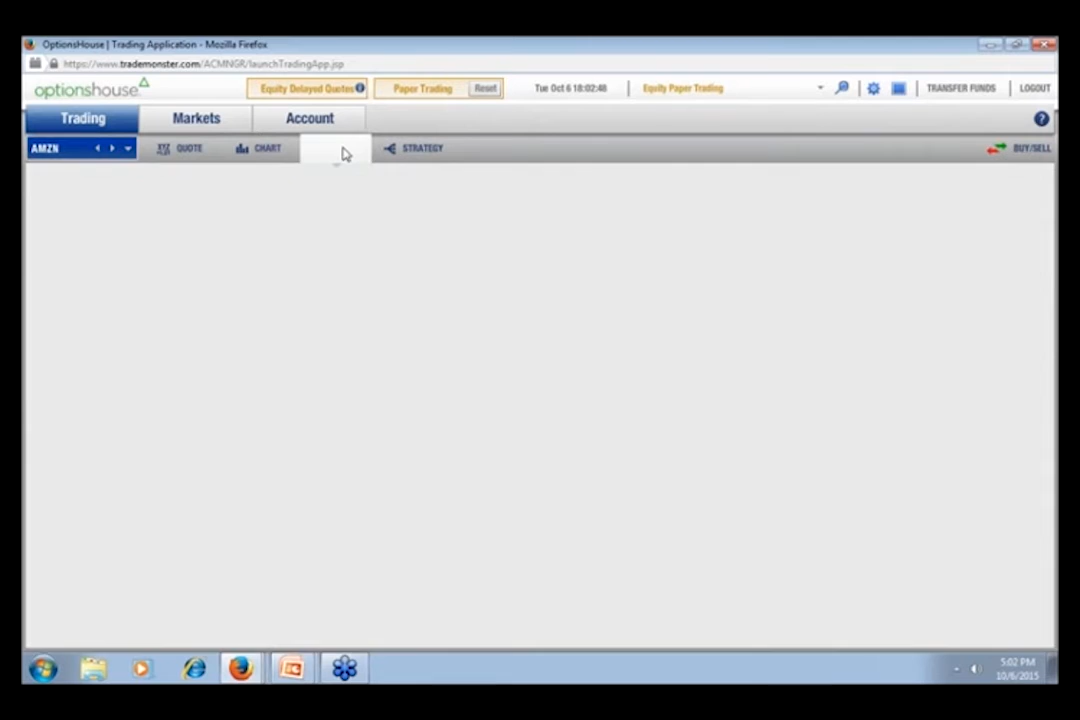 OptionsHouse | Trading Application - Mozilla Firefox
https://www.trademonster.com/ACMNGR/launchTradingApp.jsp
optionshouse
Equity Delayed Quotes
Paper Trading
Reset
Tue Oct 6 18:02:48
Equity Paper Trading
TRANSFER FUNDS
LOGOUT
Trading
Markets
Account
?
AMZN
QUOTE
CHART
STRATEGY
BUY/SELL
5:02 PM
10/6/2015